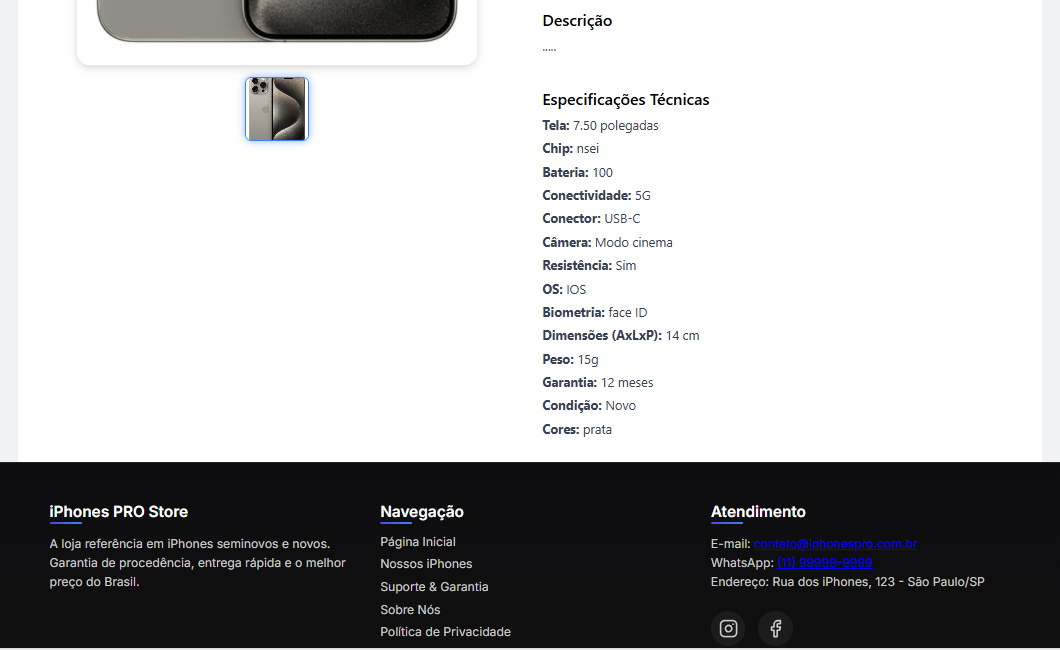 Descrição
.....
Especificações Técnicas
Tela: 7.50 polegadas
Chip: nsei
Bateria: 100
Conectividade: 5G
Conector: USB-C
Câmera: Modo cinema
Resistência: Sim
OS: IOS
Biometria: face ID
Dimensões (AxLxP): 14 cm
Peso: 15g
Garantia: 12 meses
Condição: Novo
Cores: prata
iPhones PRO Store
A loja referência em iPhones seminovos e novos.
Garantia de procedência, entrega rápida e o melhor
preço do Brasil.
Navegação
Página Inicial
Nossos iPhones
Suporte & Garantia
Sobre Nós
Política de Privacidade
Atendimento
E-mail: contato@iphonespro.com.br
WhatsApp: (11) 99999-9999
Endereço: Rua dos iPhones, 123 - São Paulo/SP